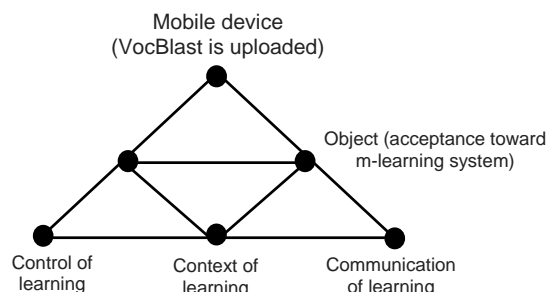 Mobile device
(VocBlast is uploaded)
Object (acceptance toward
m-learning system)
Control of
learning
Context of
learning
Communication
of learning